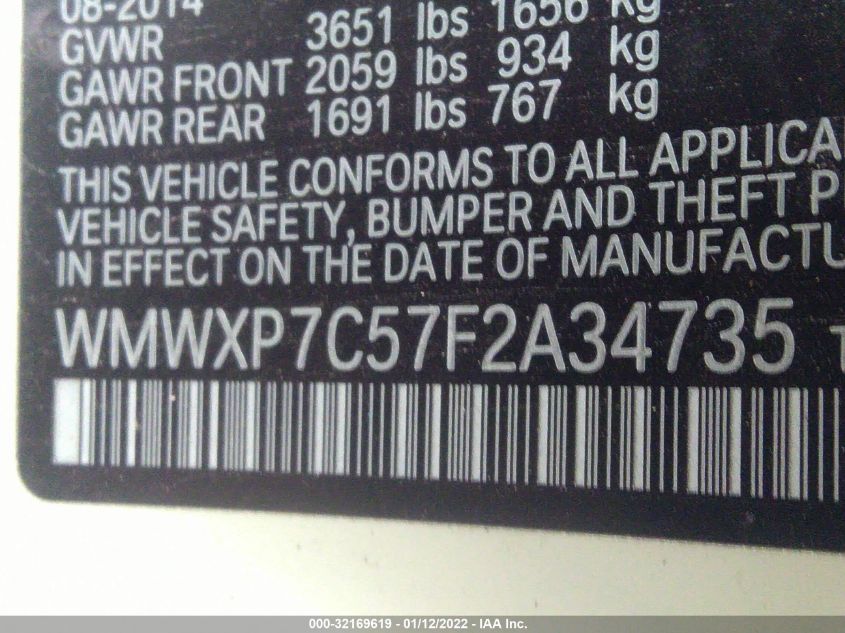 08-2014
GVWR 3651 lbs 1656 kg
GAWR FRONT 2059 lbs 934 kg
GAWR REAR 1691 lbs 767 kg
THIS VEHICLE CONFORMS TO ALL APPLICA
VEHICLE SAFETY, BUMPER AND THEFT P
IN EFFECT ON THE DATE OF MANUFACTU
WMWXP7C57F2A34735
000-32169619 - 01/12/2022 - IAA Inc.